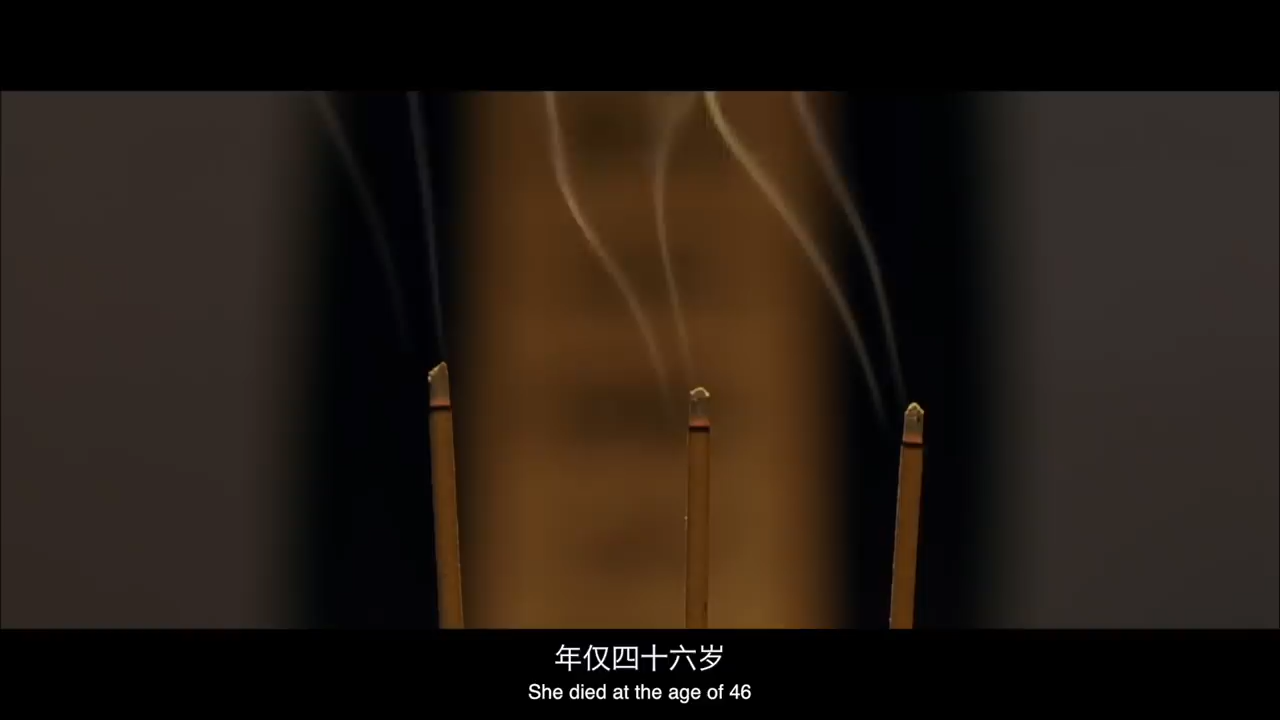 年仅四十六岁
She died at the age of 46